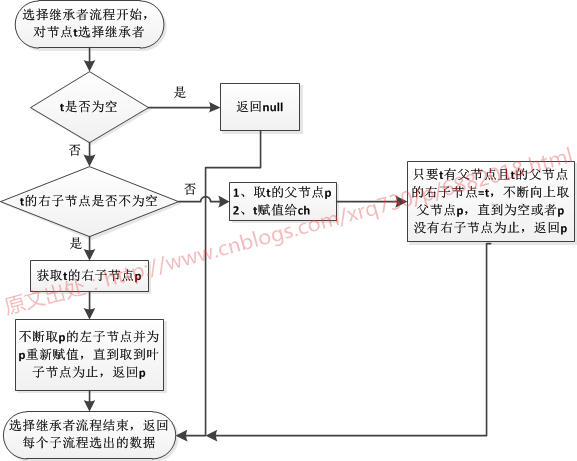 选择继承者流程开始,
对节点t选择继承者
t是否为空
是
返回null
否
t的右子节点是否不为空
否
1、取t的父节点p
2、t赋值给ch
只要t有父节点且t的父节点
的右子节点=t，不断向上取
父节点p，直到为空或者p
没有右子节点为止，返回p
是
获取t的右子节点p
不断取p的左子节点并为
p重新赋值，直到取到叶
子节点为止，返回p
选择继承者流程结束，返回
每个子流程选出的数据
原文出处：http://www.cnblogs.com/xrq730/p/6882018.html